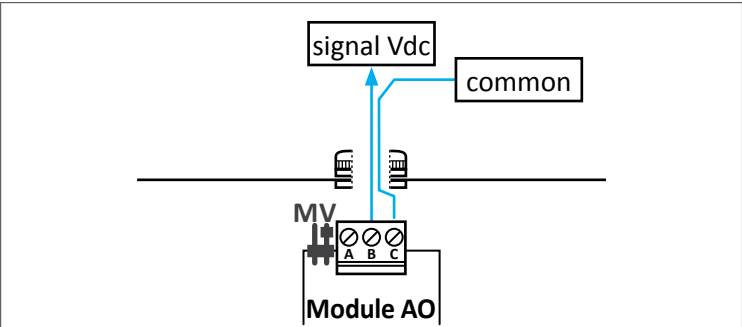 signal Vdc
common
MV
A B C
Module AO